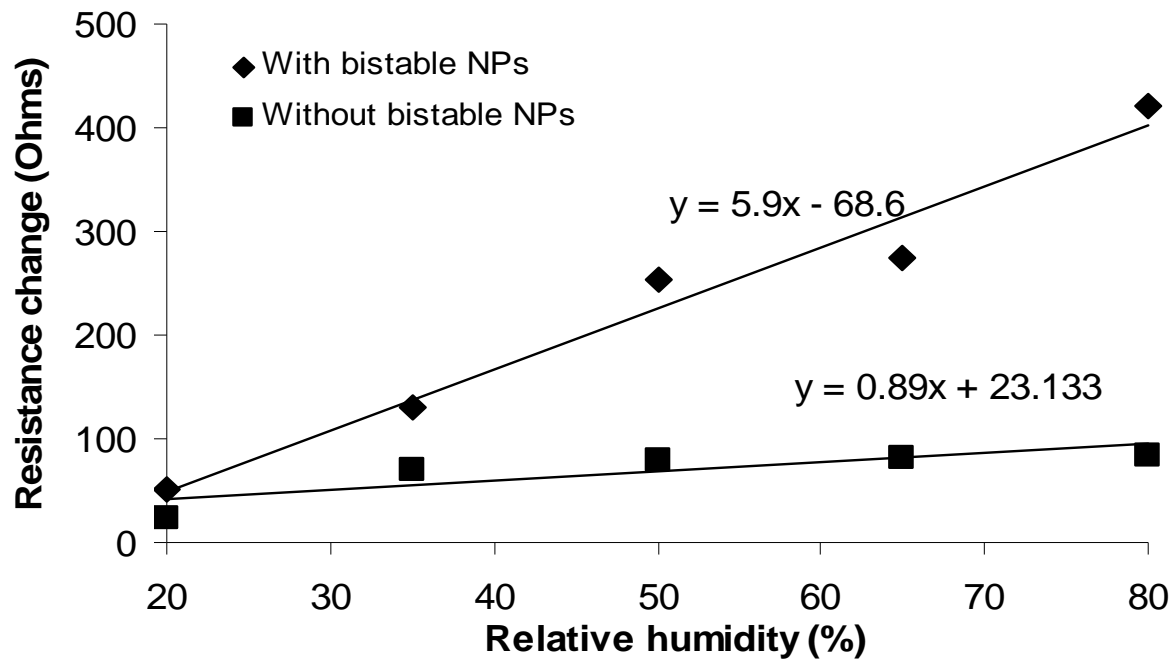 500
400
300
200
100
0
Resistance change (Ohms)
With bistable NPs
Without bistable NPs
y = 5.9x - 68.6
y = 0.89x + 23.133
20 30 40 50 60 70 80
Relative humidity (%)